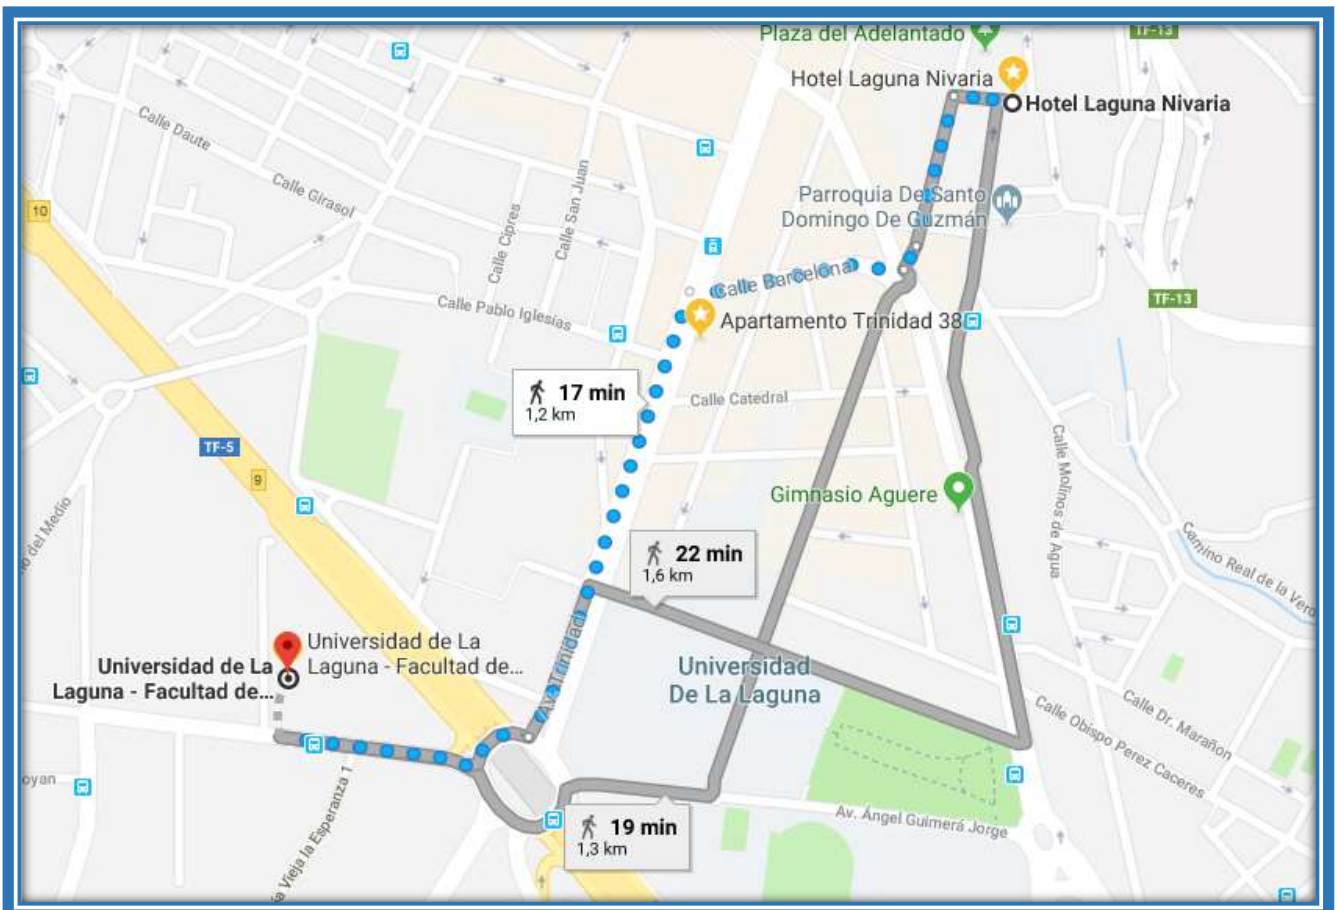 Plaza del Adelantado
TF-13
Hotel Laguna Nivaria
Hotel Laguna Nivaria
Calle Daute
Calle Girasol
Calle San Juan
Calle Cipres
Parroquia De Santo
Domingo De Guzmán
10
Calle Barcelona
TF-13
Calle Pablo Iglesias
Apartamento Trinidad 38
17 min
1,2 km
Calle Catedral
TF-5
9
Gimnasio Aguere
Calle Molinos de Agua
o del Medio
22 min
1,6 km
Camino Real de la Verd
Universidad de La
Laguna - Facultad de...
Universidad de La
Laguna - Facultad de...
Av. Trinidad
Universidad
De La Laguna
Calle Dr. Marañon
Calle Obispo Perez Caceres
oyan
a Vieja la Esperanza 1
19 min
1,3 km
Av. Ángel Guimerá Jorge